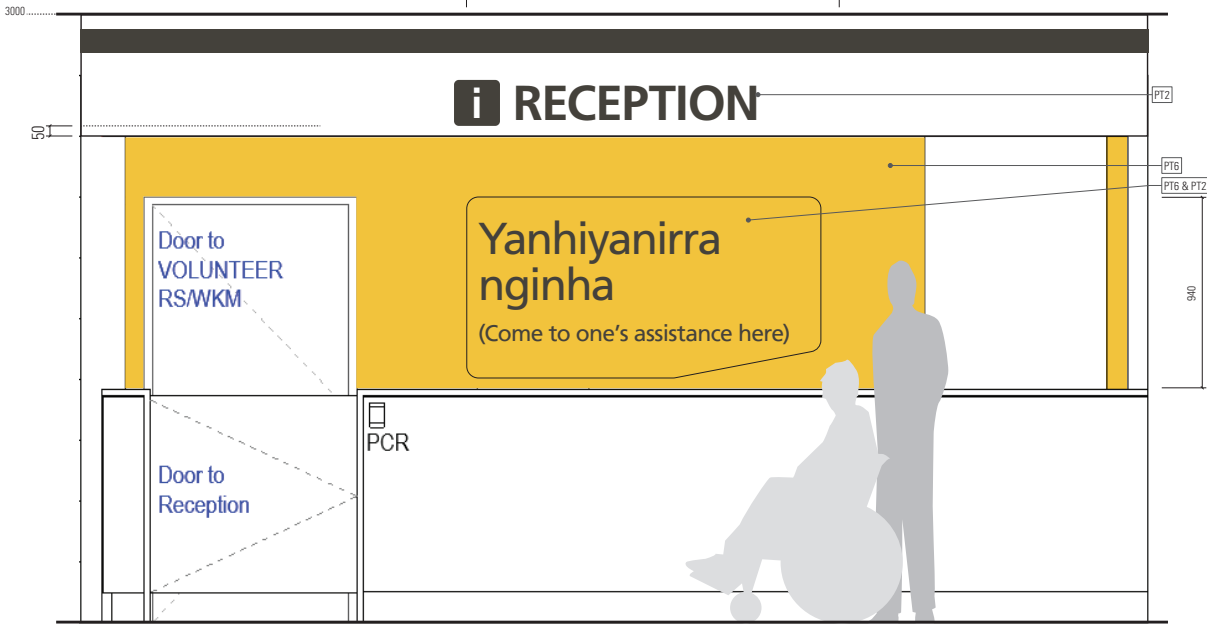 3000
i RECEPTION
PT2
50
PT6
PT6 & PT2
Yanhiyanirra
nginha
(Come to one's assistance here)
Door to
VOLUNTEER
RS/WKM
940
PCR
Door to
Reception